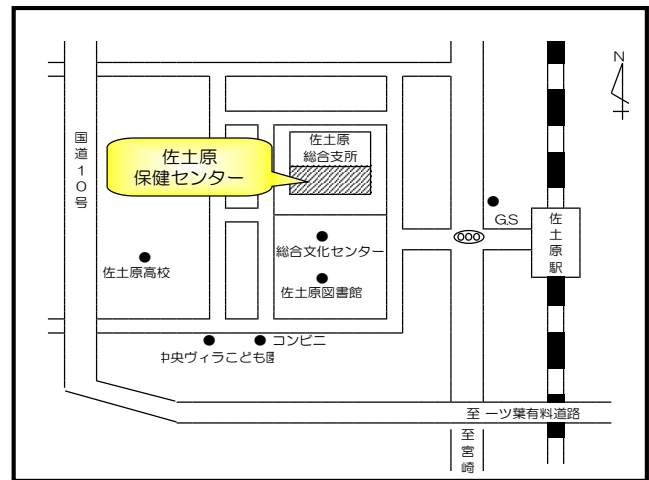 N
国道10号
佐土原
総合支所
佐土原
保健センター
G.S
佐土原駅
総合文化センター
佐土原高校
佐土原図書館
コンビニ
中央ヴィラこども園
至 一ツ葉有料道路
至宮崎